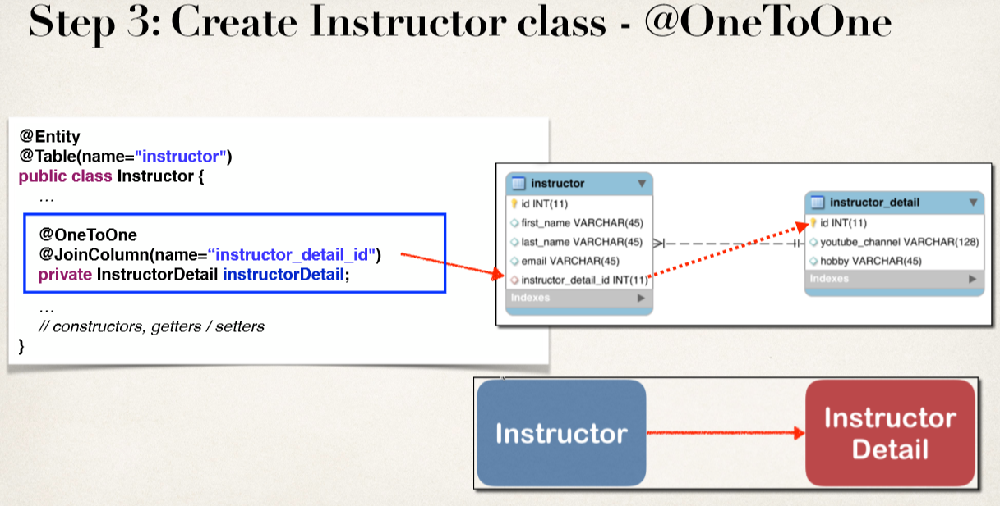 Step 3: Create Instructor class - @OneToOne
@Entity
@Table(name="instructor")
public class Instructor {
…
@OneToOne
@JoinColumn(name=“instructor_detail_id")
private InstructorDetail instructorDetail;
…
// constructors, getters / setters
}
instructor
id INT(11)
first_name VARCHAR(45)
last_name VARCHAR(45)
email VARCHAR(45)
instructor_detail_id INT(11)
Indexes
instructor_detail
id INT(11)
youtube_channel VARCHAR(128)
hobby VARCHAR(45)
Indexes
Instructor
Instructor
Detail